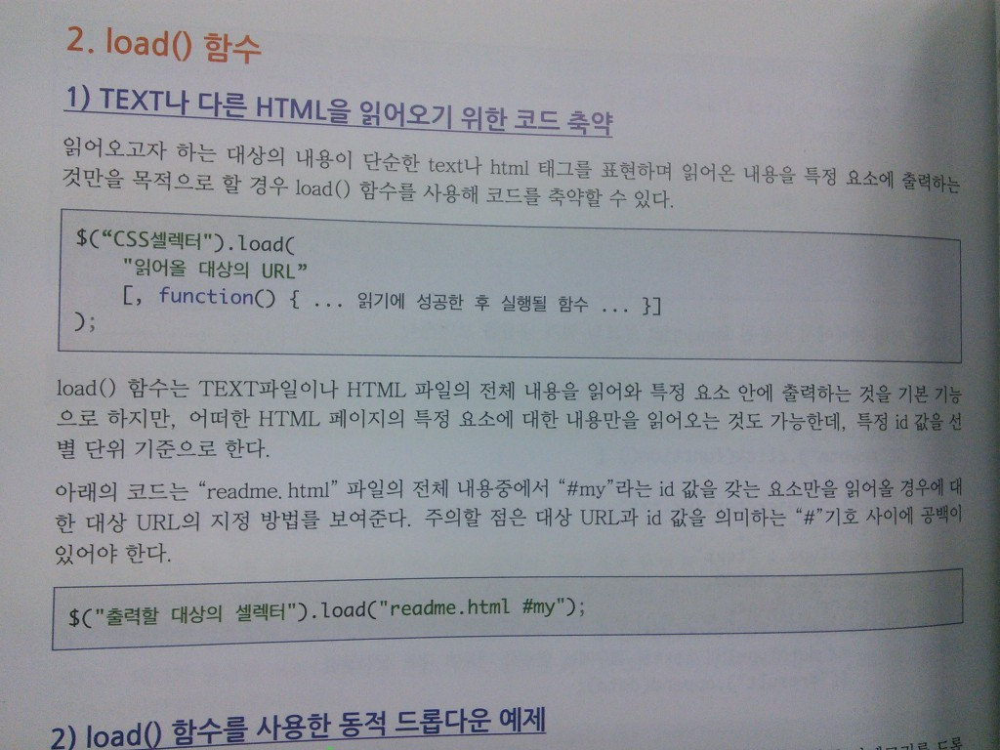 2. load() 함수
1) TEXT나 다른 HTML을 읽어오기 위한 코드 축약
읽어오고자 하는 대상의 내용이 단순한 text나 html 태그를 표현하며 읽어온 내용을 특정 요소에 출력하는
것만을 목적으로 할 경우 load() 함수를 사용해 코드를 축약할 수 있다.
$(“CSS셀렉터").load(
"읽어올 대상의 URL”
[, function() { ... 읽기에 성공한 후 실행될 함수 ... }]
);
load() 함수는 TEXT파일이나 HTML 파일의 전체 내용을 읽어와 특정 요소 안에 출력하는 것을 기본 기능
으로 하지만, 어떠한 HTML 페이지의 특정 요소에 대한 내용만을 읽어오는 것도 가능한데, 특정 id 값을 선
별 단위 기준으로 한다.
아래의 코드는 “readme.html” 파일의 전체 내용중에서 “#my”라는 id 값을 갖는 요소만을 읽어올 경우에 대
한 대상 URL의 지정 방법를 보여준다. 주의할 점은 대상 URL과 id 값을 의미하는 “#”기호 사이에 공백이
있어야 한다.
$("출력할 대상의 셀렉터").load("readme.html #my");
2) load() 함수를 사용한 동적 드롭다운 예제